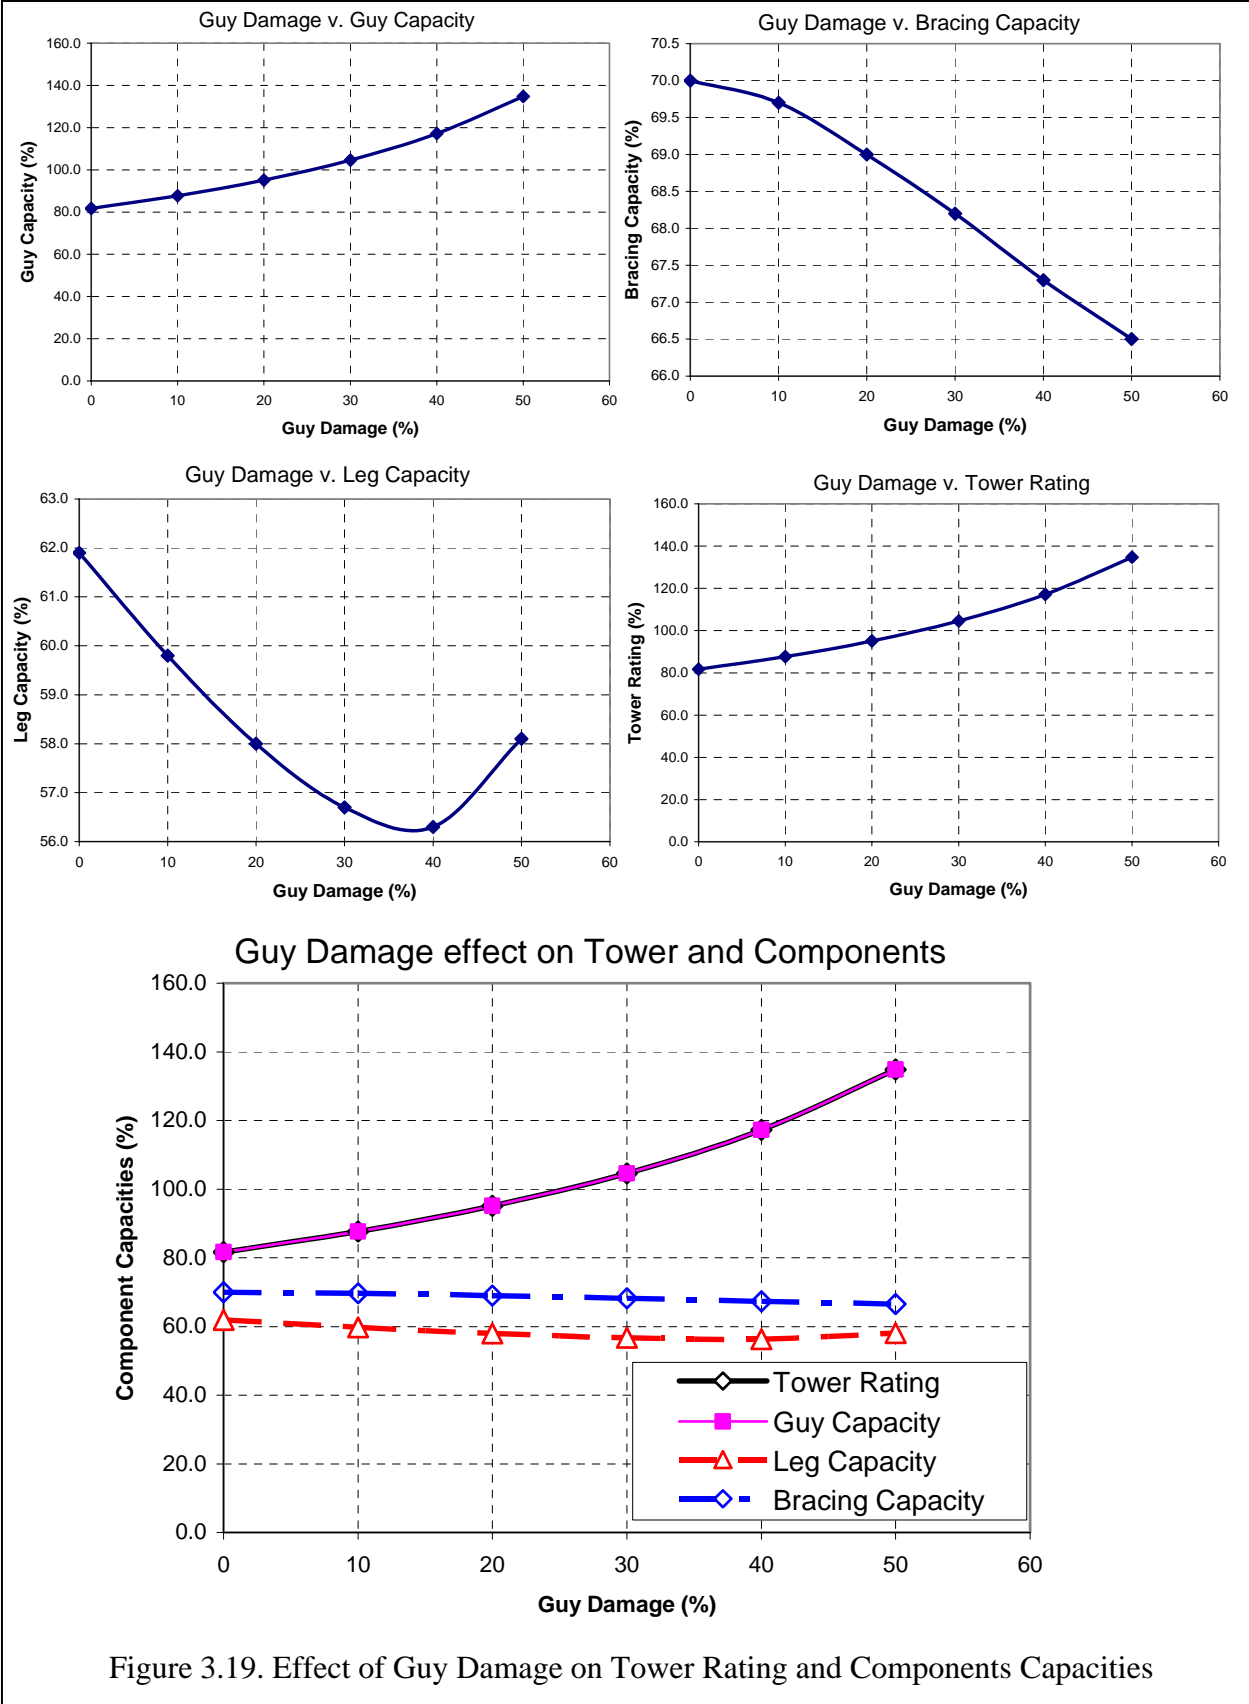 Guy Damage v. Guy Capacity
160.0
140.0
120.0
100.0
80.0
60.0
40.0
20.0
0.0
Guy Capacity (%)
0 10 20 30 40 50 60
Guy Damage (%)
Guy Damage v. Bracing Capacity
70.5
70.0
69.5
69.0
68.5
68.0
67.5
67.0
66.5
66.0
Bracing Capacity (%)
0 10 20 30 40 50 60
Guy Damage (%)
Guy Damage v. Leg Capacity
63.0
62.0
61.0
60.0
59.0
58.0
57.0
56.0
Leg Capacity (%)
0 10 20 30 40 50 60
Guy Damage (%)
Guy Damage v. Tower Rating
160.0
140.0
120.0
100.0
80.0
60.0
40.0
20.0
0.0
Tower Rating (%)
0 10 20 30 40 50 60
Guy Damage (%)
Guy Damage effect on Tower and Components
160.0
140.0
120.0
100.0
80.0
60.0
40.0
20.0
0.0
Component Capacities (%)
Tower Rating
Guy Capacity
Leg Capacity
Bracing Capacity
0 10 20 30 40 50 60
Guy Damage (%)
Figure 3.19. Effect of Guy Damage on Tower Rating and Components Capacities